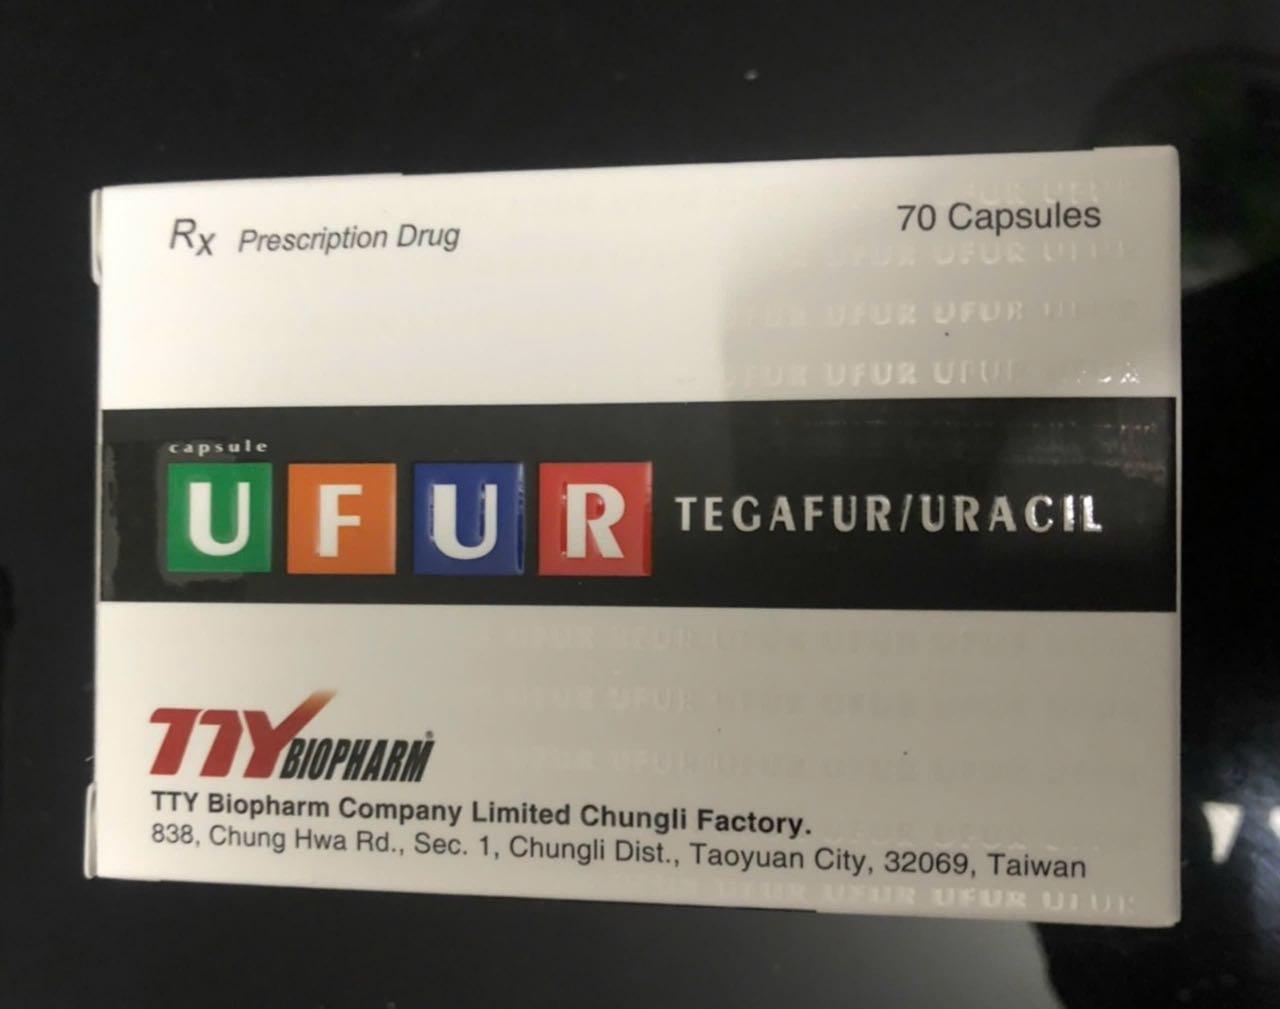 Rx Prescription Drug
70 Capsules
capsule
UFUR TEGAFUR/URACIL
TTY BIOPHARM®
TTY Biopharm Company Limited Chungli Factory.
838, Chung Hwa Rd., Sec. 1, Chungli Dist., Taoyuan City, 32069, Taiwan